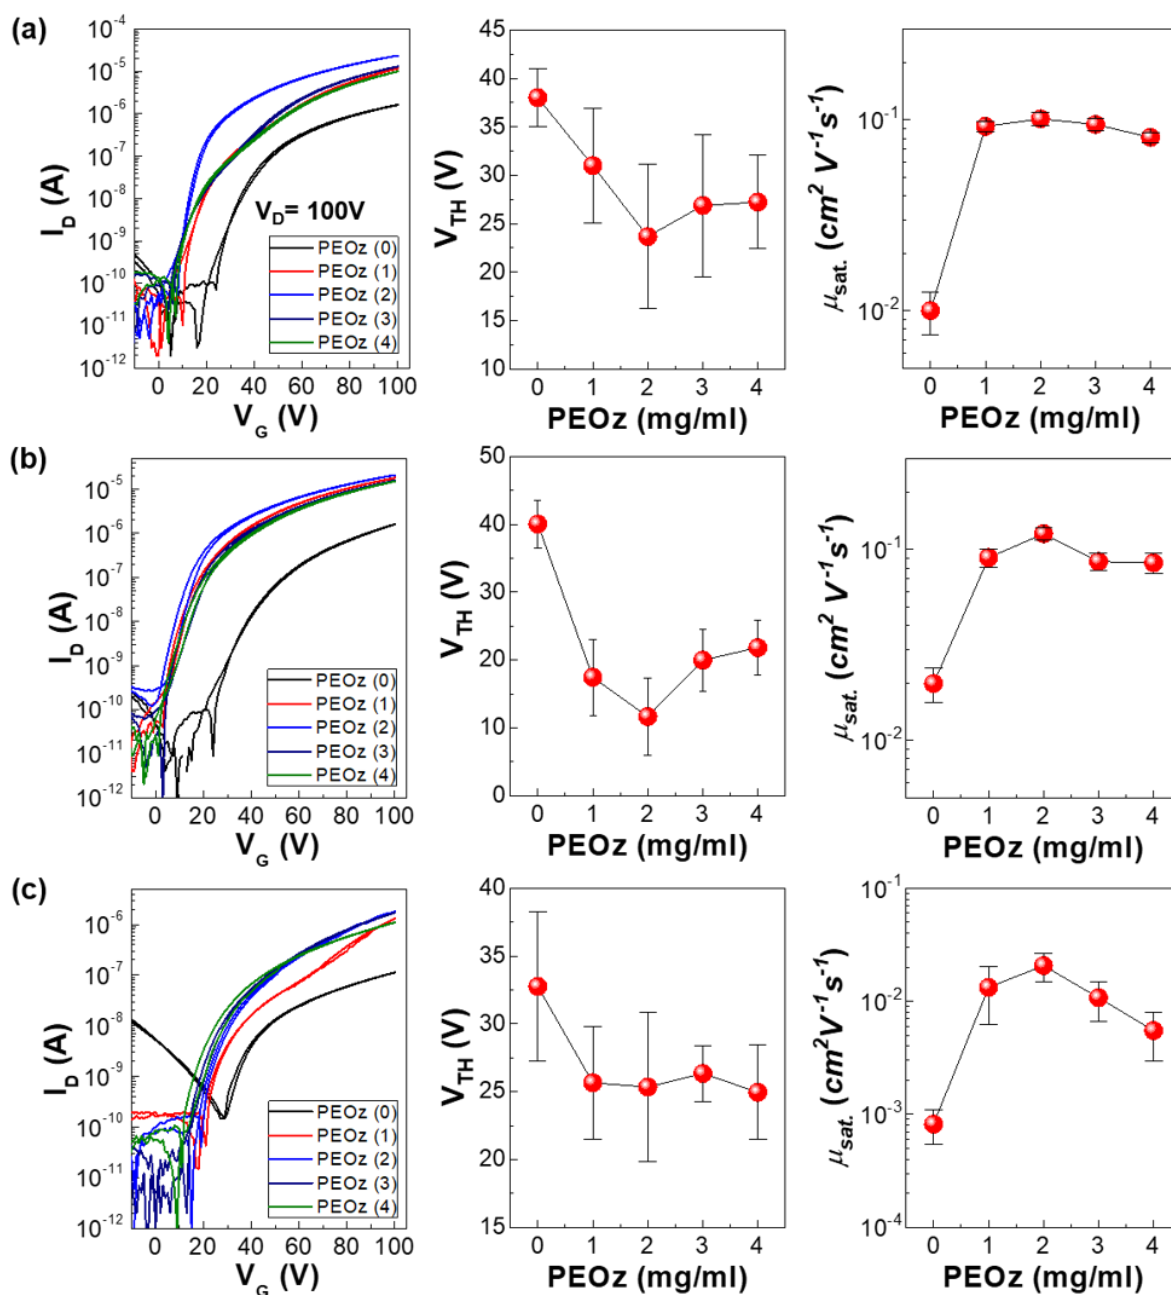 (a)
I_D (A)
10^-4
10^-5
10^-6
10^-7
10^-8
10^-9
10^-10
10^-11
10^-12
V_D= 100V
PEOz (0)
PEOz (1)
PEOz (2)
PEOz (3)
PEOz (4)
0 20 40 60 80 100
V_G (V)
V_TH (V)
45
40
35
30
25
20
15
10
0 1 2 3 4
PEOz (mg/ml)
μ_sat. (cm^2 V^-1 s^-1)
10^-1
10^-2
0 1 2 3 4
PEOz (mg/ml)
(b)
I_D (A)
10^-5
10^-6
10^-7
10^-8
10^-9
10^-10
10^-11
10^-12
PEOz (0)
PEOz (1)
PEOz (2)
PEOz (3)
PEOz (4)
0 20 40 60 80 100
V_G (V)
V_TH (V)
50
40
30
20
10
0
0 1 2 3 4
PEOz (mg/ml)
μ_sat. (cm^2 V^-1 s^-1)
10^-1
10^-2
0 1 2 3 4
PEOz (mg/ml)
(c)
I_D (A)
10^-6
10^-7
10^-8
10^-9
10^-10
10^-11
10^-12
PEOz (0)
PEOz (1)
PEOz (2)
PEOz (3)
PEOz (4)
0 20 40 60 80 100
V_G (V)
V_TH (V)
40
35
30
25
20
15
0 1 2 3 4
PEOz (mg/ml)
μ_sat. (cm^2 V^-1 s^-1)
10^-1
10^-2
10^-3
10^-4
0 1 2 3 4
PEOz (mg/ml)